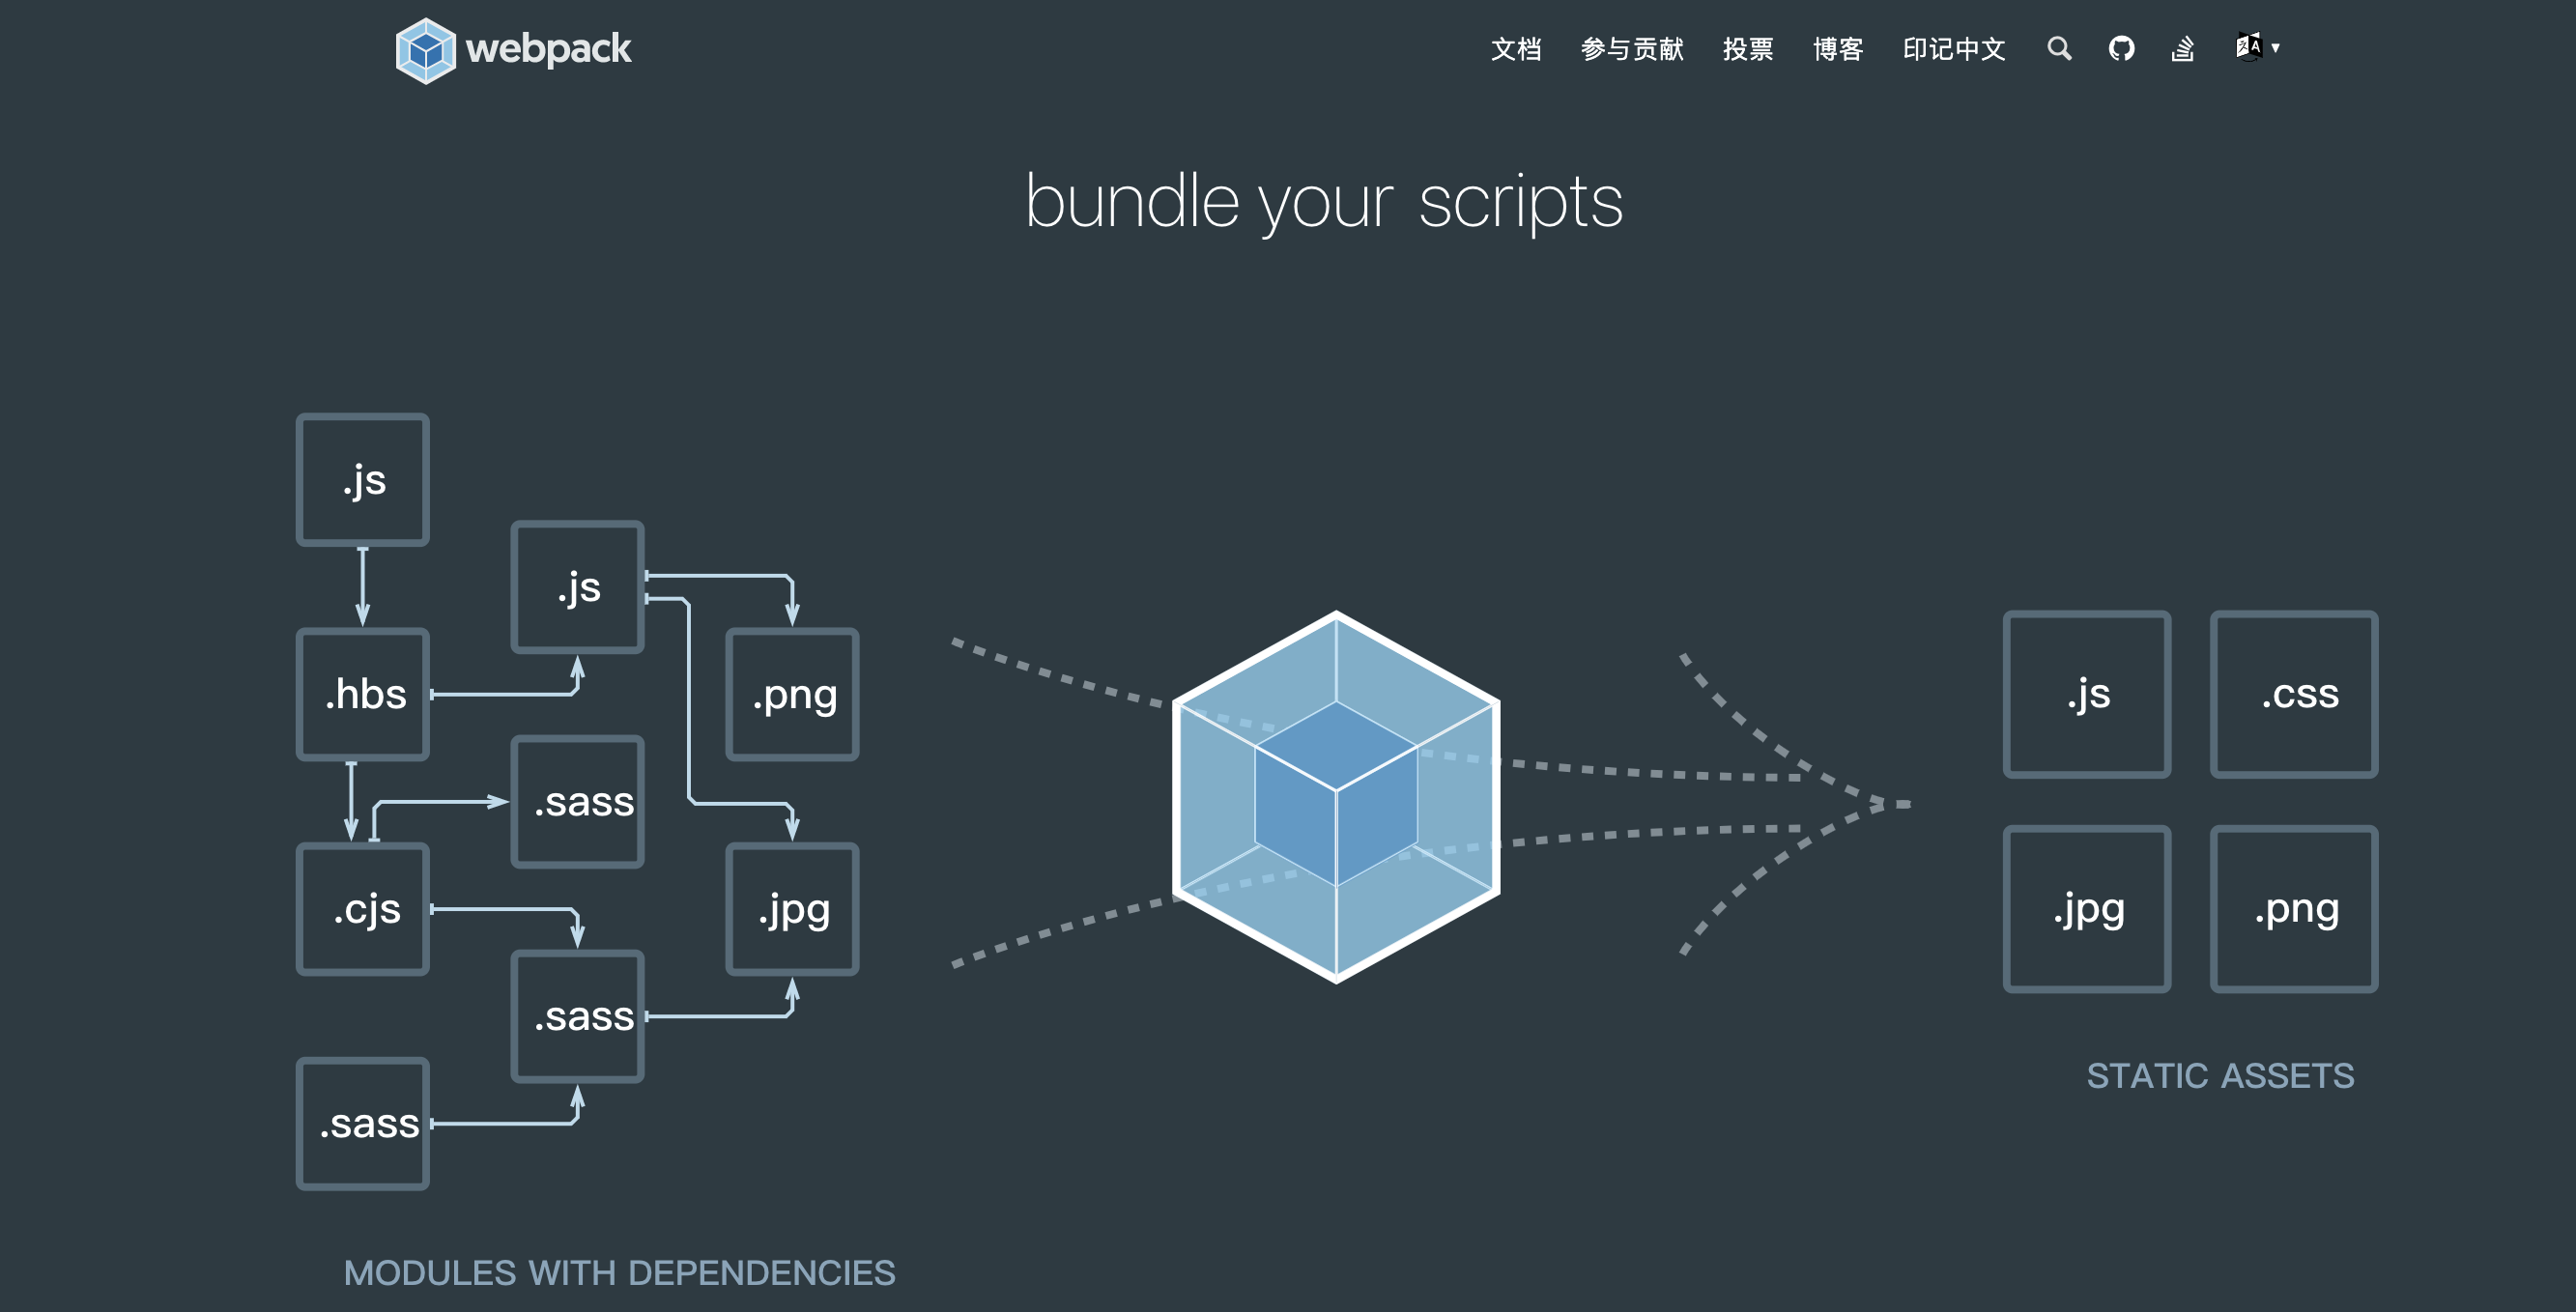 webpack
文档 参与贡献 投票 博客 印记中文
bundle your scripts
.js
.js
.hbs
.png
.sass
.cjs
.jpg
.sass
.sass
MODULES WITH DEPENDENCIES
.js .css
.jpg .png
STATIC ASSETS